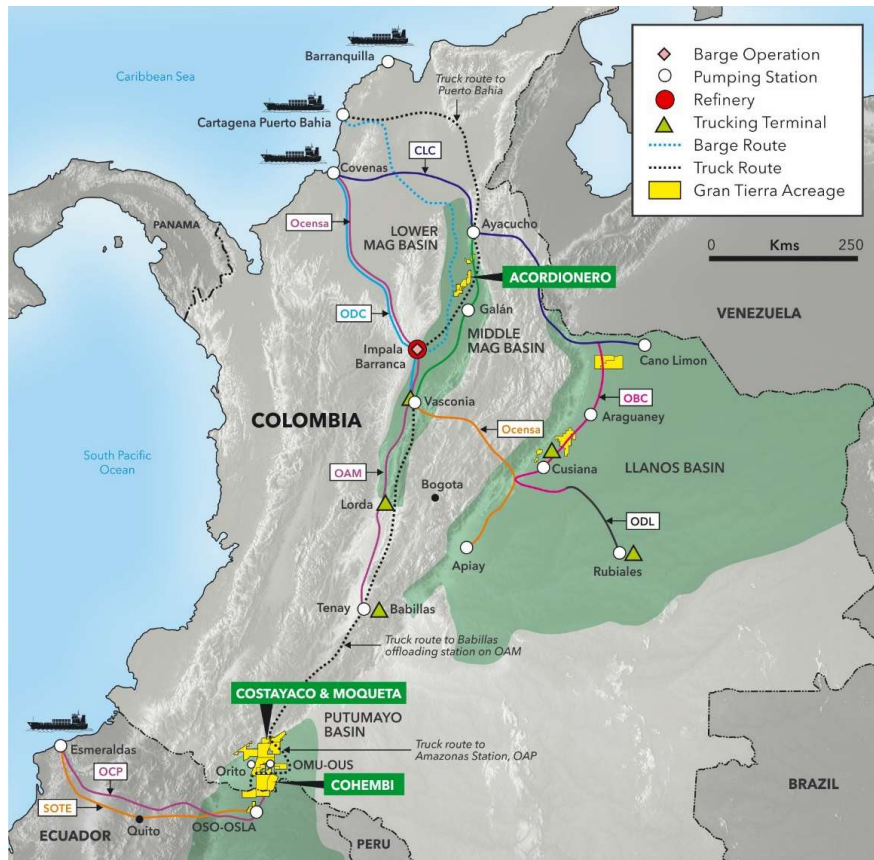 Barranquilla
Caribbean Sea
Truck route to
Puerto Bahia
Cartagena Puerto Bahia
CLC
Covenas
Barge Operation
Pumping Station
Refinery
Trucking Terminal
Barge Route
Truck Route
Gran Tierra Acreage
0 Kms 250
PANAMA
Ocensa
LOWER
MAG BASIN
Ayacucho
ACORDIONERO
VENEZUELA
ODC
Galán
MIDDLE
MAG BASIN
Impala
Barranca
Cano Limon
COLOMBIA
Vasconia
OBC
Araguaney
Ocensa
South Pacific
Ocean
OAM
Cusiana
LLANOS BASIN
Bogota
Lorda
ODL
Apiay
Rubiales
Tenay
Babillas
Truck route to Babillas
offloading station on OAM
COSTAYACO & MOQUETA
PUTUMAYO
BASIN
Esmeraldas
Truck route to
Amazonas Station, OAP
Orito
OMU-OUS
OCP
COHEMBI
SOTE
BRAZIL
ECUADOR
Quito
OSO-OSLA
PERU